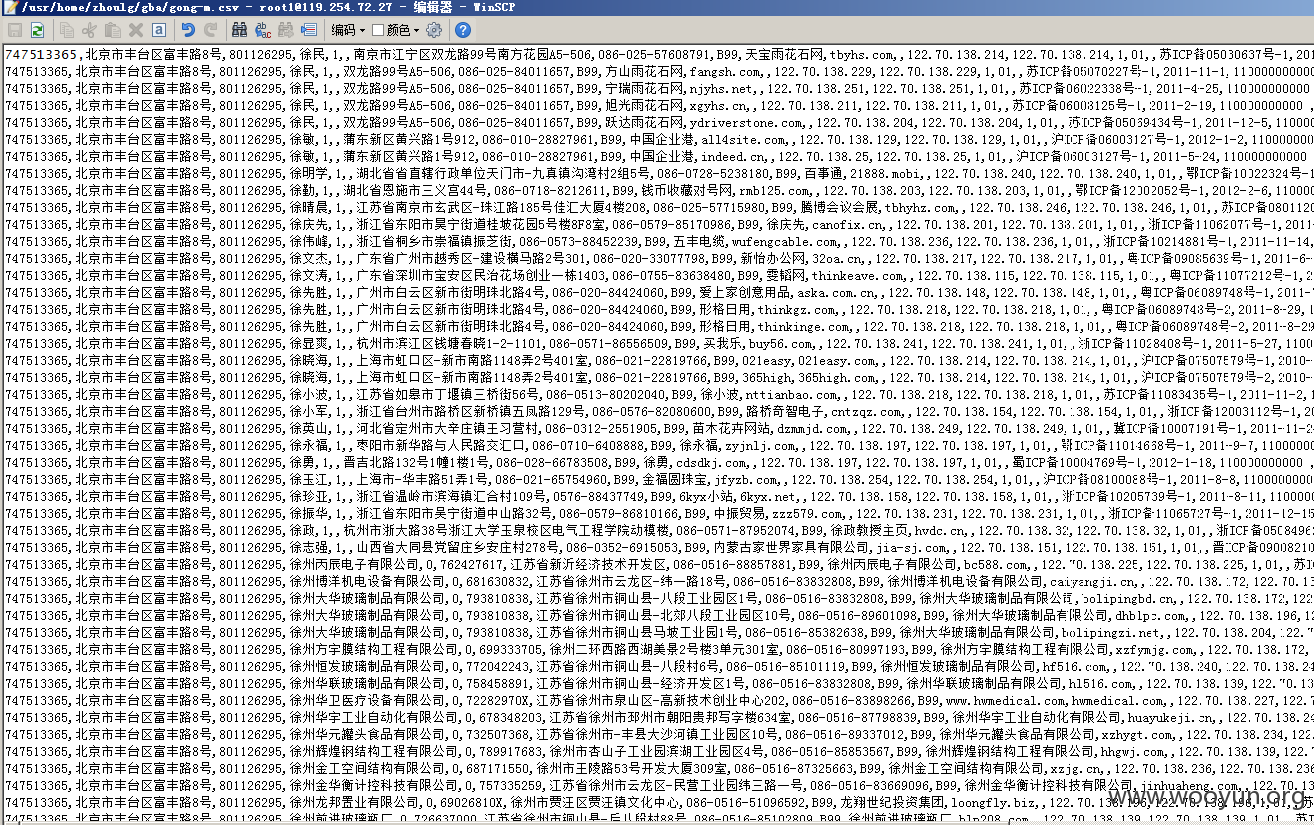 /usr/home/zhoulg/gba/gong-m.csv - root1@119.254.72.27 - 编辑器 - WinSCP
编码 颜色
747513365,北京市丰台区富丰路8号,801126295,徐民,1,,南京市江宁区双龙路99号南方花园A5-506,086-025-57608791,B99,天宝雨花石网,tbyhs.com,,122.70.138.214,122.70.138.214,1,01,,苏ICP备05030637号-1,201
747513365,北京市丰台区富丰路8号,801126295,徐民,1,,双龙路99号A5-506,086-025-84011657,B99,方山雨花石网,fangsh.com,,122.70.138.229,122.70.138.229,1,01,,苏ICP备05070227号-1,2011-11-1,110000000000
747513365,北京市丰台区富丰路8号,801126295,徐民,1,,双龙路99号A5-506,086-025-84011657,B99,宁瑞雨花石网,njyhs.net,,122.70.138.251,122.70.138.251,1,01,,苏ICP备06022338号-1,2011-4-25,110000000000
747513365,北京市丰台区富丰路8号,801126295,徐民,1,,双龙路99号A5-506,086-025-84011657,B99,旭光雨花石网,xgyhs.cn,,122.70.138.211,122.70.138.211,1,01,,苏ICP备06008125号-1,2011-2-19,110000000000
747513365,北京市丰台区富丰路8号,801126295,徐民,1,,双龙路99号A5-506,086-025-84011657,B99,跃达雨花石网,ydriverstone.com,,122.70.138.204,122.70.138.204,1,01,,苏ICP备05069434号-1,2011-12-5,110000
747513365,北京市丰台区富丰路8号,801126295,徐敏,1,,蒲东新区黄兴路1号912,086-010-28827961,B99,中国企业港,all4site.com,,122.70.138.129,122.70.138.129,1,01,,沪ICP备06003127号-1,2012-1-2,110000000
747513365,北京市丰台区富丰路8号,801126295,徐敏,1,,蒲东新区黄兴路1号912,086-010-28827961,B99,中国企业港,indeed.cn,,122.70.138.25,122.70.138.25,1,01,,沪ICP备06003127号-1,2011-5-24,110000000000
747513365,北京市丰台区富丰路8号,801126295,徐明学,1,,湖北省省直辖行政单位天门市-九真镇沟湾村2组5号,086-0728-5238180,B99,百事通,21888.mobi,,122.70.138.240,122.70.138.240,1,01,,鄂ICP备10322324号-1
747513365,北京市丰台区富丰路8号,801126295,徐勤,1,,湖北省恩施市三义宫44号,086-0718-8212611,B99,钱币收藏对号网,rmb125.com,,122.70.138.203,122.70.138.203,1,01,,鄂ICP备12002052号-1,2012-2-6,110000000
747513365,北京市丰台区富丰路8号,801126295,徐晴晨,1,,江苏省南京市玄武区-珠江路185号佳汇大厦4楼208,086-025-57715980,B99,腾博会议会展,tbhyhz.com,,122.70.138.246,122.70.138.246,1,01,,苏ICP备0801120
747513365,北京市丰台区富丰路8号,801126295,徐庆先,1,,浙江省东阳市吴宁街道桂坡花园5号楼8F8室,086-0579-85170986,B99,徐庆先,canofix.cn,,122.70.138.201,122.70.138.201,1,01,,浙ICP备11062077号-1,2011-
747513365,北京市丰台区富丰路8号,801126295,徐伟峰,1,,浙江省桐乡市崇福镇振芝街,086-0573-88452239,B99,五丰电缆,wufengcable.com,,122.70.138.236,122.70.138.236,1,01,,浙ICP备10214881号-1,2011-11-14,
747513365,北京市丰台区富丰路8号,801126295,徐文杰,1,,广东省广州市越秀区-建设横马路2号301,086-020-33077798,B99,新怡办公网,32oa.cn,,122.70.138.217,122.70.138.217,1,01,,粤ICP备09085639号-1,2011-6-
747513365,北京市丰台区富丰路8号,801126295,徐文涛,1,,广东省深圳市宝安区民治花场创业一栋1403,086-0755-83638480,B99,雯韬网,thinkeave.com,,122.70.138.115,122.70.138.115,1,01,,粤ICP备11077212号-1,2
747513365,北京市丰台区富丰路8号,801126295,徐先胜,1,,广州市白云区新市街明珠北路4号,086-020-84424060,B99,爱上家创意用品,aska.com.cn,,122.70.138.148,122.70.138.148,1,01,,粤ICP备06089748号-1,2011-7
747513365,北京市丰台区富丰路8号,801126295,徐先胜,1,,广州市白云区新市街明珠北路4号,086-020-84424060,B99,形格日用,thinkgz.com,,122.70.138.218,122.70.138.218,1,01,,粤ICP备06089748号-1,2011-8-29,1
747513365,北京市丰台区富丰路8号,801126295,徐先胜,1,,广州市白云区新市街明珠北路4号,086-020-84424060,B99,形格日用,thinkinge.com,,122.70.138.218,122.70.138.218,1,01,,粤ICP备06089748号-2,2011-8-2
747513365,北京市丰台区富丰路8号,801126295,徐昆爽,1,,杭州市滨江区钱塘春晓1-2-1101,086-0571-86556509,B99,买我乐,buy56.com,,122.70.138.241,122.70.138.241,1,01,,浙ICP备11028408号-1,2011-5-27,11000
747513365,北京市丰台区富丰路8号,801126295,徐晓海,1,,上海市虹口区-新市南路1148弄2号401室,086-021-22819766,B99,021easy,021easy.com,,122.70.138.214,122.70.138.214,1,01,,沪ICP备07507579号-1,2010-
747513365,北京市丰台区富丰路8号,801126295,徐晓海,1,,上海市虹口区-新市南路1148弄2号401室,086-021-22819766,B99,365high,365high.com,,122.70.138.214,122.70.138.214,1,01,,沪ICP备07507579号-2,2010-
747513365,北京市丰台区富丰路8号,801126295,徐小波,1,,江苏省如皋市丁堰镇三桥街56号,086-0513-80202040,B99,徐小波,nttianbao.com,,122.70.138.218,122.70.138.218,1,01,,苏ICP备11083435号-1,2011-11-2,1
747513365,北京市丰台区富丰路8号,801126295,徐小军,1,,浙江省台州市路桥区新桥镇五凤路129号,086-0576-82080600,B99,路桥奇智电子,cntzqz.com,,122.70.138.154,122.70.138.154,1,01,,浙ICP备12003112号-1,20
747513365,北京市丰台区富丰路8号,801126295,徐英山,1,,河北省定州市大辛庄镇王习营村,086-0312-2551905,B99,苗木花卉网站,dzmmjd.com,,122.70.138.249,122.70.138.249,1,01,,冀ICP备10007191号-1,2011-11-2
747513365,北京市丰台区富丰路8号,801126295,徐永福,1,,枣阳市新华路与人民路交汇口,086-0710-6408888,B99,徐永福,zyjnlj.com,,122.70.138.197,122.70.138.197,1,01,,鄂ICP备11014668号-1,2011-9-7,11000000
747513365,北京市丰台区富丰路8号,801126295,徐勇,1,,晋吉北路132号1幢1楼1号,086-028-66783508,B99,徐勇,cdsdkj.com,,122.70.138.197,122.70.138.197,1,01,,蜀ICP备10004769号-1,2012-1-18,110000000000,
747513365,北京市丰台区富丰路8号,801126295,徐玉江,1,,上海市-华丰路51弄1号,086-021-65754960,B99,金福圆珠宝,jfyzb.com,,122.70.138.254,122.70.138.254,1,01,,沪ICP备08100088号-1,2011-8-8,1100000000
747513365,北京市丰台区富丰路8号,801126295,徐珍亚,1,,浙江省温岭市滨海镇汇合村109号,0576-88437749,B99,6kyx小站,6kyx.net,,122.70.138.158,122.70.138.158,1,01,,浙ICP备10205739号-1,2011-8-11,110000
747513365,北京市丰台区富丰路8号,801126295,徐振华,1,,浙江省东阳市吴宁街道中山路32号,086-0579-86810166,B99,中振贸易,zzz579.com,,122.70.138.231,122.70.138.231,1,01,,浙ICP备11065727号-1,2011-12-15
747513365,北京市丰台区富丰路8号,801126295,徐政,1,,杭州市浙大路38号浙江大学玉泉校区电气工程学院动模楼,086-0571-87952074,B99,徐政教授主页,hvdc.cn,,122.70.138.32,122.70.138.32,1,01,,浙ICP备0508496
747513365,北京市丰台区富丰路8号,801126295,徐志强,1,,山西省大同县党留庄乡安庄村278号,086-0352-6915053,B99,内蒙古家世界家具有限公司,jia-sj.com,,122.70.138.151,122.70.138.151,1,01,,晋ICP备09008210
747513365,北京市丰台区富丰路8号,801126295,徐州丙辰电子有限公司,0,762427617,江苏省新沂经济技术开发区,086-0516-88857881,B99,徐州丙辰电子有限公司,bc588.com,,122.70.138.225,122.70.138.225,1,01,,苏I
747513365,北京市丰台区富丰路8号,801126295,徐州博洋机电设备有限公司,0,681630832,江苏省徐州市云龙区-纬一路18号,086-0516-83832808,B99,徐州博洋机电设备有限公司,caiyangji.cn,,122.70.138.172,122.70.13
747513365,北京市丰台区富丰路8号,801126295,徐州大华玻璃制品有限公司,0,793810838,江苏省徐州市铜山县-八段工业园区1号,086-0516-83832808,B99,徐州大华玻璃制品有限公司,bolipingbd.cn,,122.70.138.172,122
747513365,北京市丰台区富丰路8号,801126295,徐州大华玻璃制品有限公司,0,793810838,江苏省徐州市铜山县-北郊八段工业园区10号,086-0516-89601098,B99,徐州大华玻璃制品有限公司,dhblpz.com,,122.70.138.196,12
747513365,北京市丰台区富丰路8号,801126295,徐州大华玻璃制品有限公司,0,793810838,江苏省徐州市铜山县马坡工业园1号,086-0516-85382638,B99,徐州大华玻璃制品有限公司,bolipingzi.net,,122.70.138.204,122.7
747513365,北京市丰台区富丰路8号,801126295,徐州方宇膜结构工程有限公司,0,699333705,徐州二环西路西湖美景2号楼3单元301室,086-0516-80997193,B99,徐州方宇膜结构工程有限公司,xzfymjg.com,,122.70.138.172,
747513365,北京市丰台区富丰路8号,801126295,徐州恒发玻璃制品有限公司,0,772042243,江苏省徐州市铜山县-八段村6号,086-0516-85101119,B99,徐州恒发玻璃制品有限公司,hf516.com,,122.70.138.240,122.70.138.
747513365,北京市丰台区富丰路8号,801126295,徐州华联玻璃制品有限公司,0,758458891,江苏省徐州市铜山县-经济开发区1号,086-0516-83832808,B99,徐州华联玻璃制品有限公司,hl516.com,,122.70.138.139,122.70.13
747513365,北京市丰台区富丰路8号,801126295,徐州华卫医疗设备有限公司,0,72282970X,江苏省徐州市泉山区-高新技术创业中心202,086-0516-83898266,B99,www.hwmedical.com,hwmedical.com,,122.70.138.227,122.7
747513365,北京市丰台区富丰路8号,801126295,徐州华宇工业自动化有限公司,0,678348203,江苏省徐州市邳州市朝阳贵邦写字楼634室,086-0516-87798839,B99,徐州华宇工业自动化有限公司,huayukeji.cn,,122.70.138.24
747513365,北京市丰台区富丰路8号,801126295,徐州华元罐头食品有限公司,0,732507368,江苏省徐州市-丰县大沙河镇工业园区10号,086-0516-89337012,B99,徐州华元罐头食品有限公司,xzhygt.com,,122.70.138.234,122.
747513365,北京市丰台区富丰路8号,801126295,徐州辉煌钢结构工程有限公司,0,789917683,徐州市杏山子工业园滨湖工业园区4号,086-0516-85853567,B99,徐州辉煌钢结构工程有限公司,hhgwj.com,,122.70.138.139,122.7
747513365,北京市丰台区富丰路8号,801126295,徐州金工空间结构有限公司,0,687171550,徐州市王陵路53号开发大厦309室,086-0516-87325663,B99,徐州金工空间结构有限公司,xzjg.cn,,122.70.138.236,122.70.138.236
747513365,北京市丰台区富丰路8号,801126295,徐州金华衡计控科技有限公司,0,757335259,江苏省徐州市云龙区-民营工业园纬三路一号,086-0516-83669096,B99,徐州金华衡计控科技有限公司,jinhuaheng.com,,122.70.138.
747513365,北京市丰台区富丰路8号,801126295,徐州龙邦置业有限公司,0,69026810X,徐州市贾汪区贾汪镇文化中心,086-0516-51096592,B99,龙翔世纪投资集团,loongfly.biz,,122.70.138.196,122.70.138.196,1,01,
747513365,北京市丰台区富丰路8号,801126295,徐州前进玻璃瓶厂,0,726637000,江苏省徐州市铜山县-后八段村88号,086-0516-85102809,B99,徐州前进玻璃瓶厂,blp208.com,,122.70.138.139,122.70.138.139,1,01,
www.wooyun.org